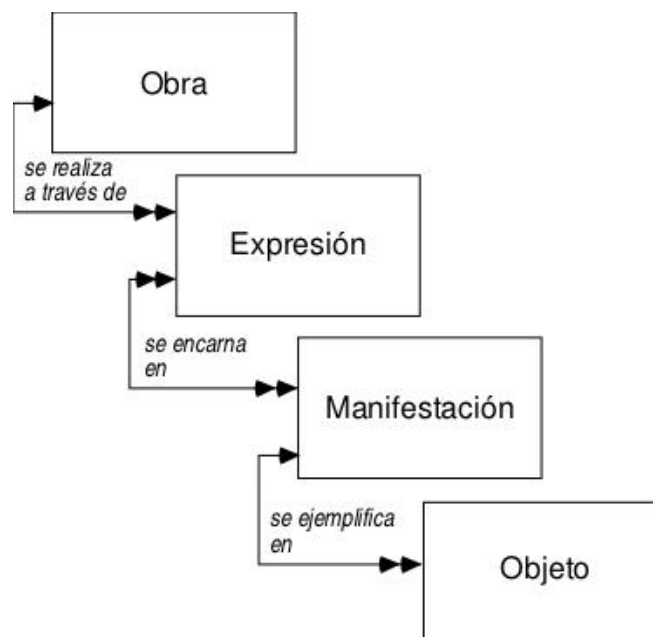 Obra
se realiza
a través de
Expresión
se encarna
en
Manifestación
se ejemplifica
en
Objeto